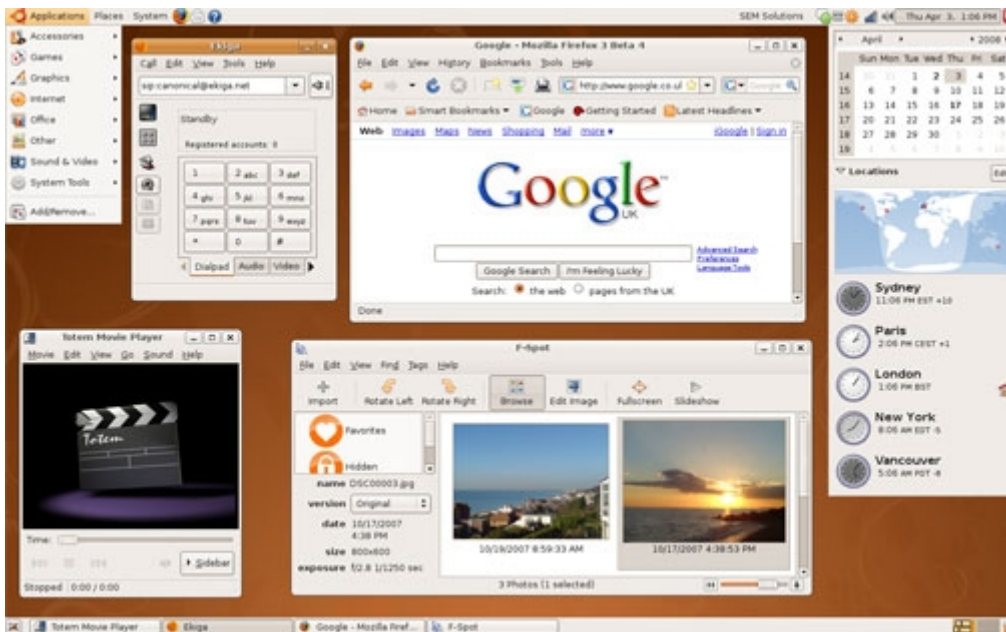 Applications Places System
SEM Solutions
Thu Apr 3, 1:06 PM
Accessories
Games
Graphics
Internet
Office
Other
Sound & Video
System Tools
Add/Remove...
Ekiga
Call Edit View Tools Help
sip:canonical@ekiga.net
Standby
Registered accounts: 0
1 2 abc 3 def
4 ghi 5 jkl 6 mno
7 pqrs 8 tuv 9 wxyz
* 0 #
Dialpad Audio Video
Google - Mozilla Firefox 3 Beta 4
File Edit View History Bookmarks Tools Help
http://www.google.co.uk
Google
Home Smart Bookmarks Google Getting Started Latest Headlines
Web Images Maps News Shopping Mail more
iGoogle | Sign in
Google™
UK
Advanced Search
Preferences
Language Tools
Google Search I'm Feeling Lucky
Search: the web pages from the UK
Done
April 2008
Sun Mon Tue Wed Thu Fri Sat
14 30 31 1 2 3 4 5
15 6 7 8 9 10 11 12
16 13 14 15 16 17 18 19
17 20 21 22 23 24 25 26
18 27 28 29 30 1 2 3
19 4 5 6 7 8 9 10
Locations
Edit
Sydney
11:06 PM EST +10
Paris
2:06 PM CEST +1
London
1:06 PM BST
New York
8:06 AM EDT -5
Vancouver
5:06 AM PDT -8
Totem Movie Player
Movie Edit View Go Sound Help
Totem
Time:
Sidebar
Stopped 0:00 / 0:00
F-Spot
File Edit View Find Tags Help
Import Rotate Left Rotate Right Browse Edit Image Fullscreen Slideshow
Favorites
Hidden
name DSC00003.jpg
version Original
date 10/17/2007
4:38 PM
size 800x600
exposure f/2.8 1/1250 sec
10/19/2007 8:59:33 AM
10/17/2007 4:38:53 PM
3 Photos (1 selected)
Totem Movie Player
Ekiga
Google - Mozilla Firef...
F-Spot